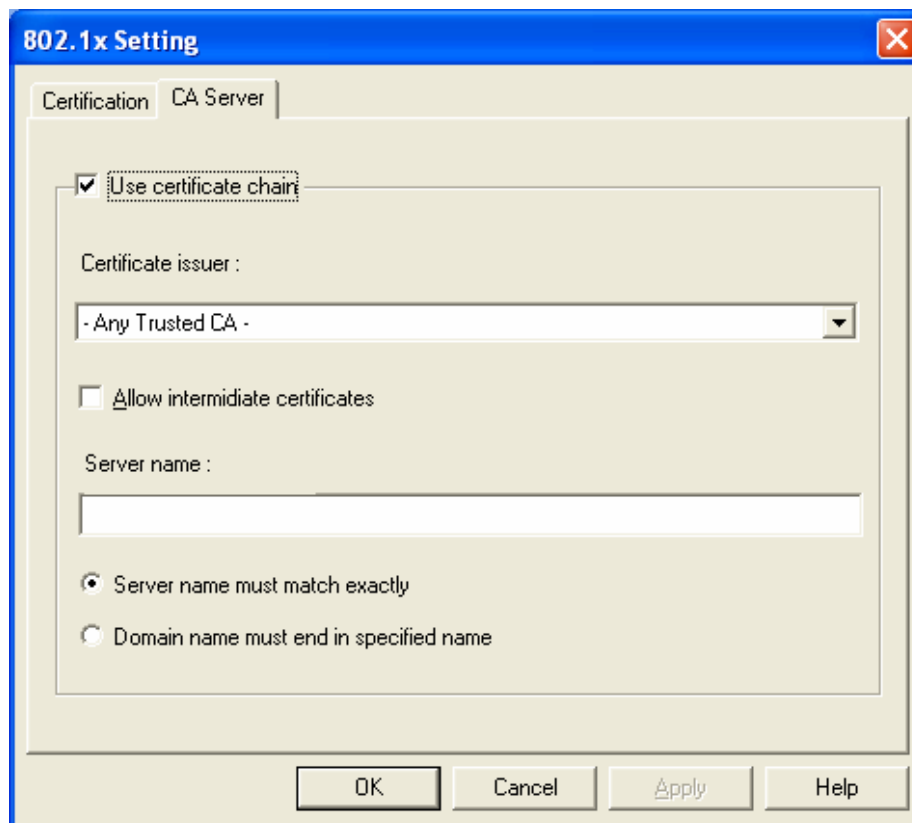 802.1x Setting
Certification
CA Server
Use certificate chain
Certificate issuer :
- Any Trusted CA -
Allow intermidiate certificates
Server name :
Server name must match exactly
Domain name must end in specified name
OK
Cancel
Apply
Help